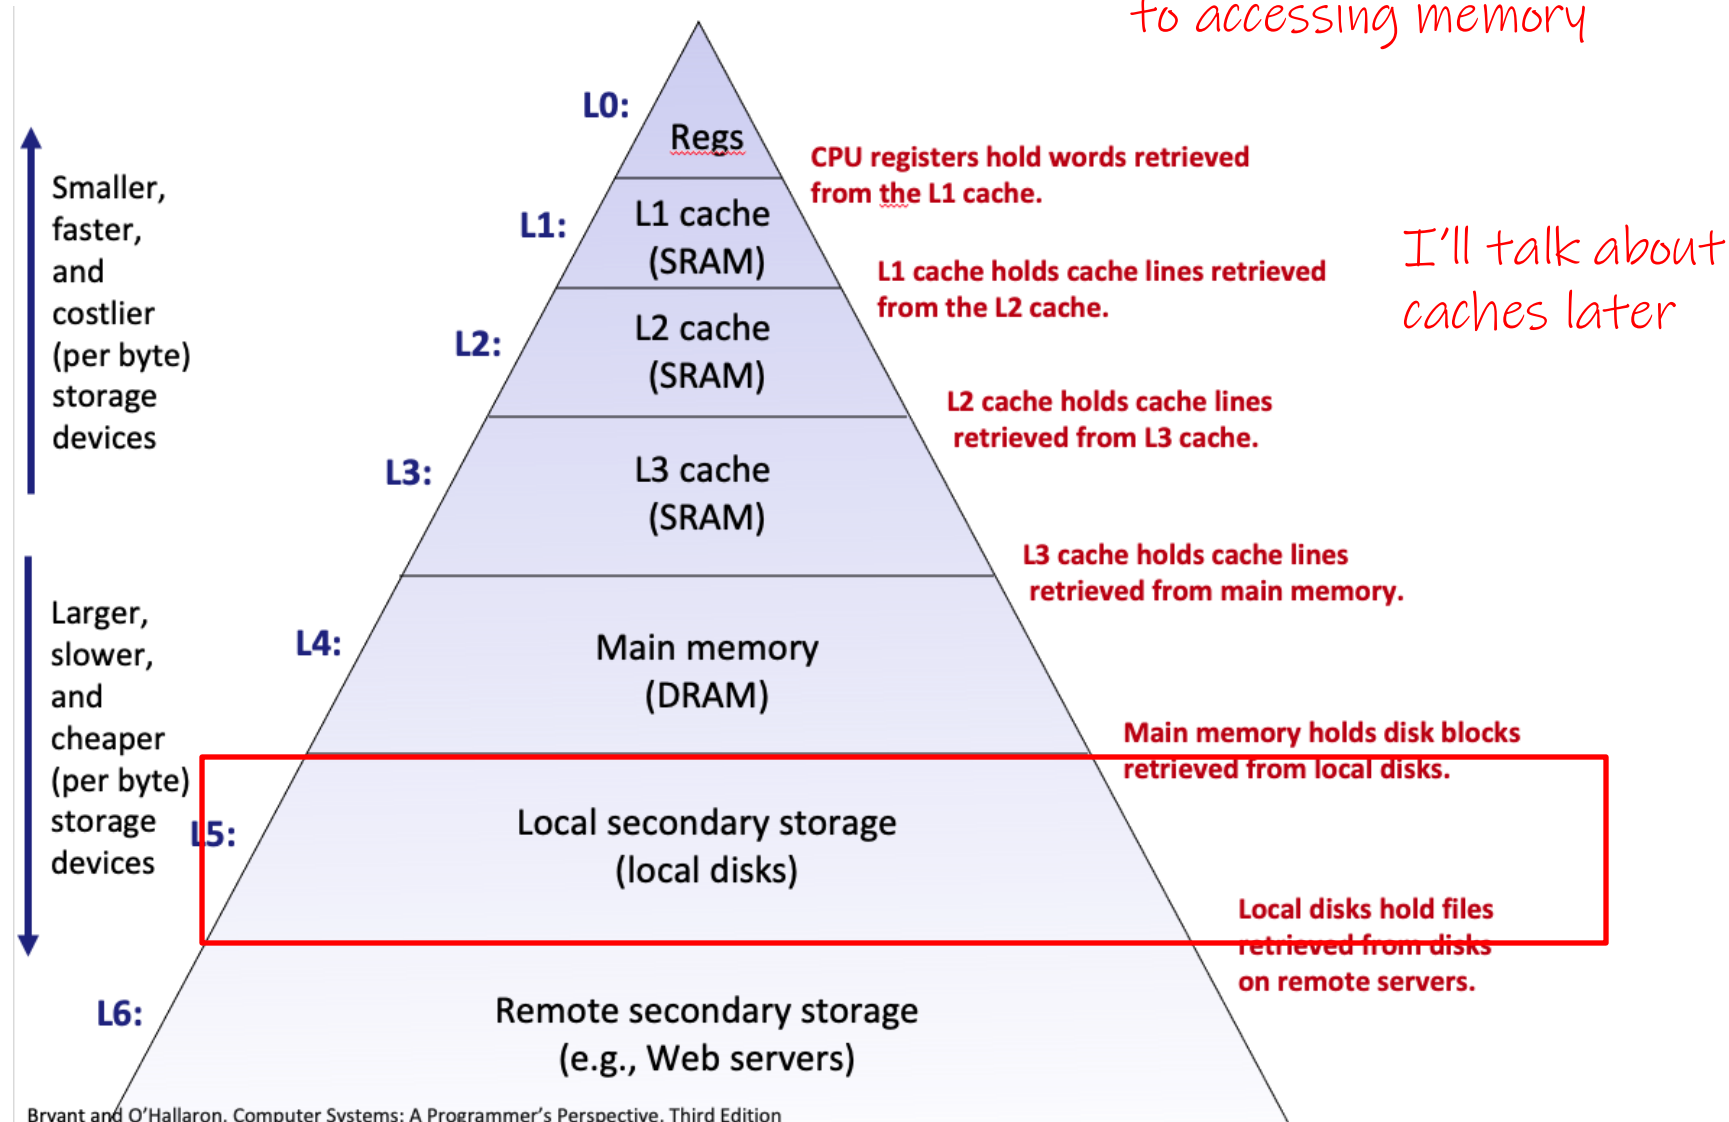 to accessing memory
L0:
Regs
CPU registers hold words retrieved
from the L1 cache.
Smaller,
faster,
and
costlier
(per byte)
storage
devices
L1:
L1 cache
(SRAM)
I'll talk about
caches later
L1 cache holds cache lines retrieved
from the L2 cache.
L2:
L2 cache
(SRAM)
L2 cache holds cache lines
retrieved from L3 cache.
L3:
L3 cache
(SRAM)
L3 cache holds cache lines
retrieved from main memory.
Larger,
slower,
and
cheaper
(per byte)
storage
devices
L4:
Main memory
(DRAM)
Main memory holds disk blocks
retrieved from local disks.
L5:
Local secondary storage
(local disks)
Local disks hold files
retrieved from disks
on remote servers.
L6:
Remote secondary storage
(e.g., Web servers)
Bryant and O'Hallaron, Computer Systems: A Programmer's Perspective, Third Edition